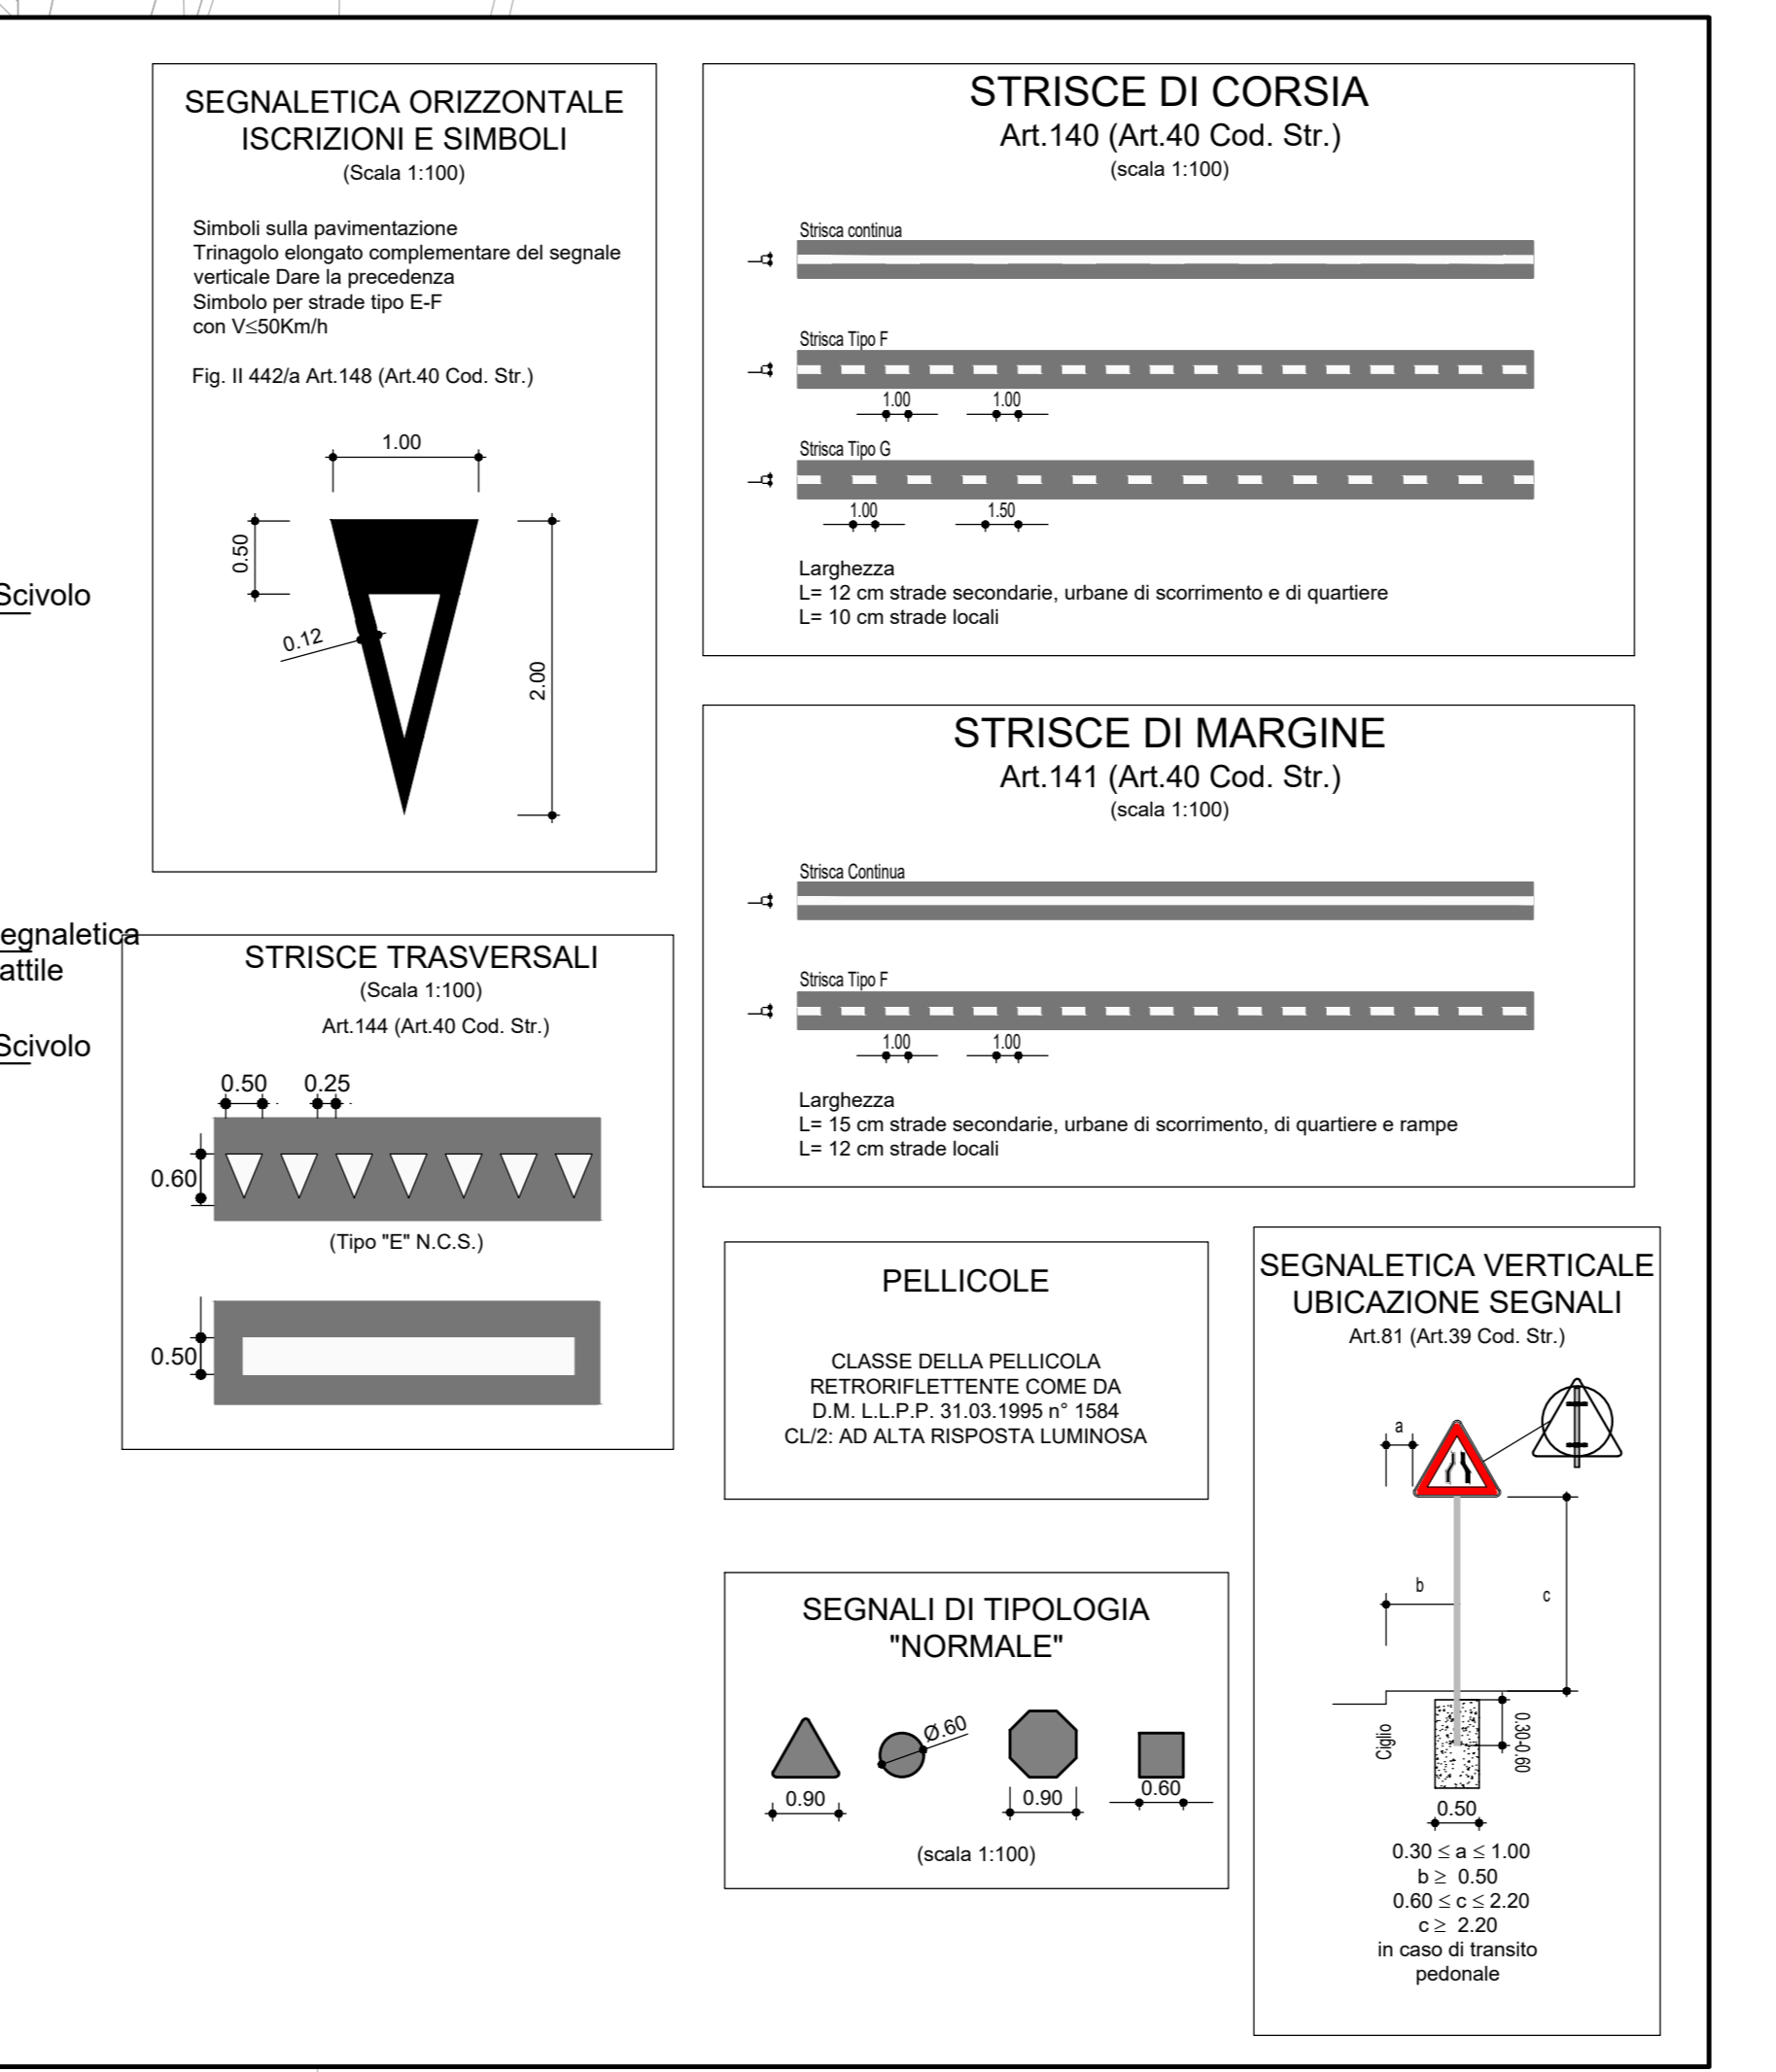 SEGNALETICA ORIZZONTALE
ISCRIZIONI E SIMBOLI
(Scala 1:100)
Simboli sulla pavimentazione
Trinagolo elongato complementare del segnale
verticale Dare la precedenza
Simbolo per strade tipo E-F
con V≤50Km/h
Fig. II 442/a Art.148 (Art.40 Cod. Str.)
1.00
0.50
0.12
2.00
Scivolo
egnaletica
attile
Scivolo
STRISCE TRASVERSALI
(Scala 1:100)
Art.144 (Art.40 Cod. Str.)
0.50 0.25
0.60
(Tipo "E" N.C.S.)
0.50
STRISCE DI CORSIA
Art.140 (Art.40 Cod. Str.)
(scala 1:100)
Strisca continua
Strisca Tipo F
1.00 1.00
Strisca Tipo G
1.00 1.50
Larghezza
L= 12 cm strade secondarie, urbane di scorrimento e di quartiere
L= 10 cm strade locali
STRISCE DI MARGINE
Art.141 (Art.40 Cod. Str.)
(scala 1:100)
Strisca Continua
Strisca Tipo F
1.00 1.00
Larghezza
L= 15 cm strade secondarie, urbane di scorrimento, di quartiere e rampe
L= 12 cm strade locali
PELLICOLE
CLASSE DELLA PELLICOLA
RETRORIFLETTENTE COME DA
D.M. L.L.P.P. 31.03.1995 n° 1584
CL/2: AD ALTA RISPOSTA LUMINOSA
SEGNALI DI TIPOLOGIA
"NORMALE"
Ø.60
0.90 0.90 0.60
(scala 1:100)
SEGNALETICA VERTICALE
UBICAZIONE SEGNALI
Art.81 (Art.39 Cod. Str.)
a
b
c
Ciglio
0.30-0.60
0.50
0.30 ≤ a ≤ 1.00
b ≥ 0.50
0.60 ≤ c ≤ 2.20
c ≥ 2.20
in caso di transito
pedonale